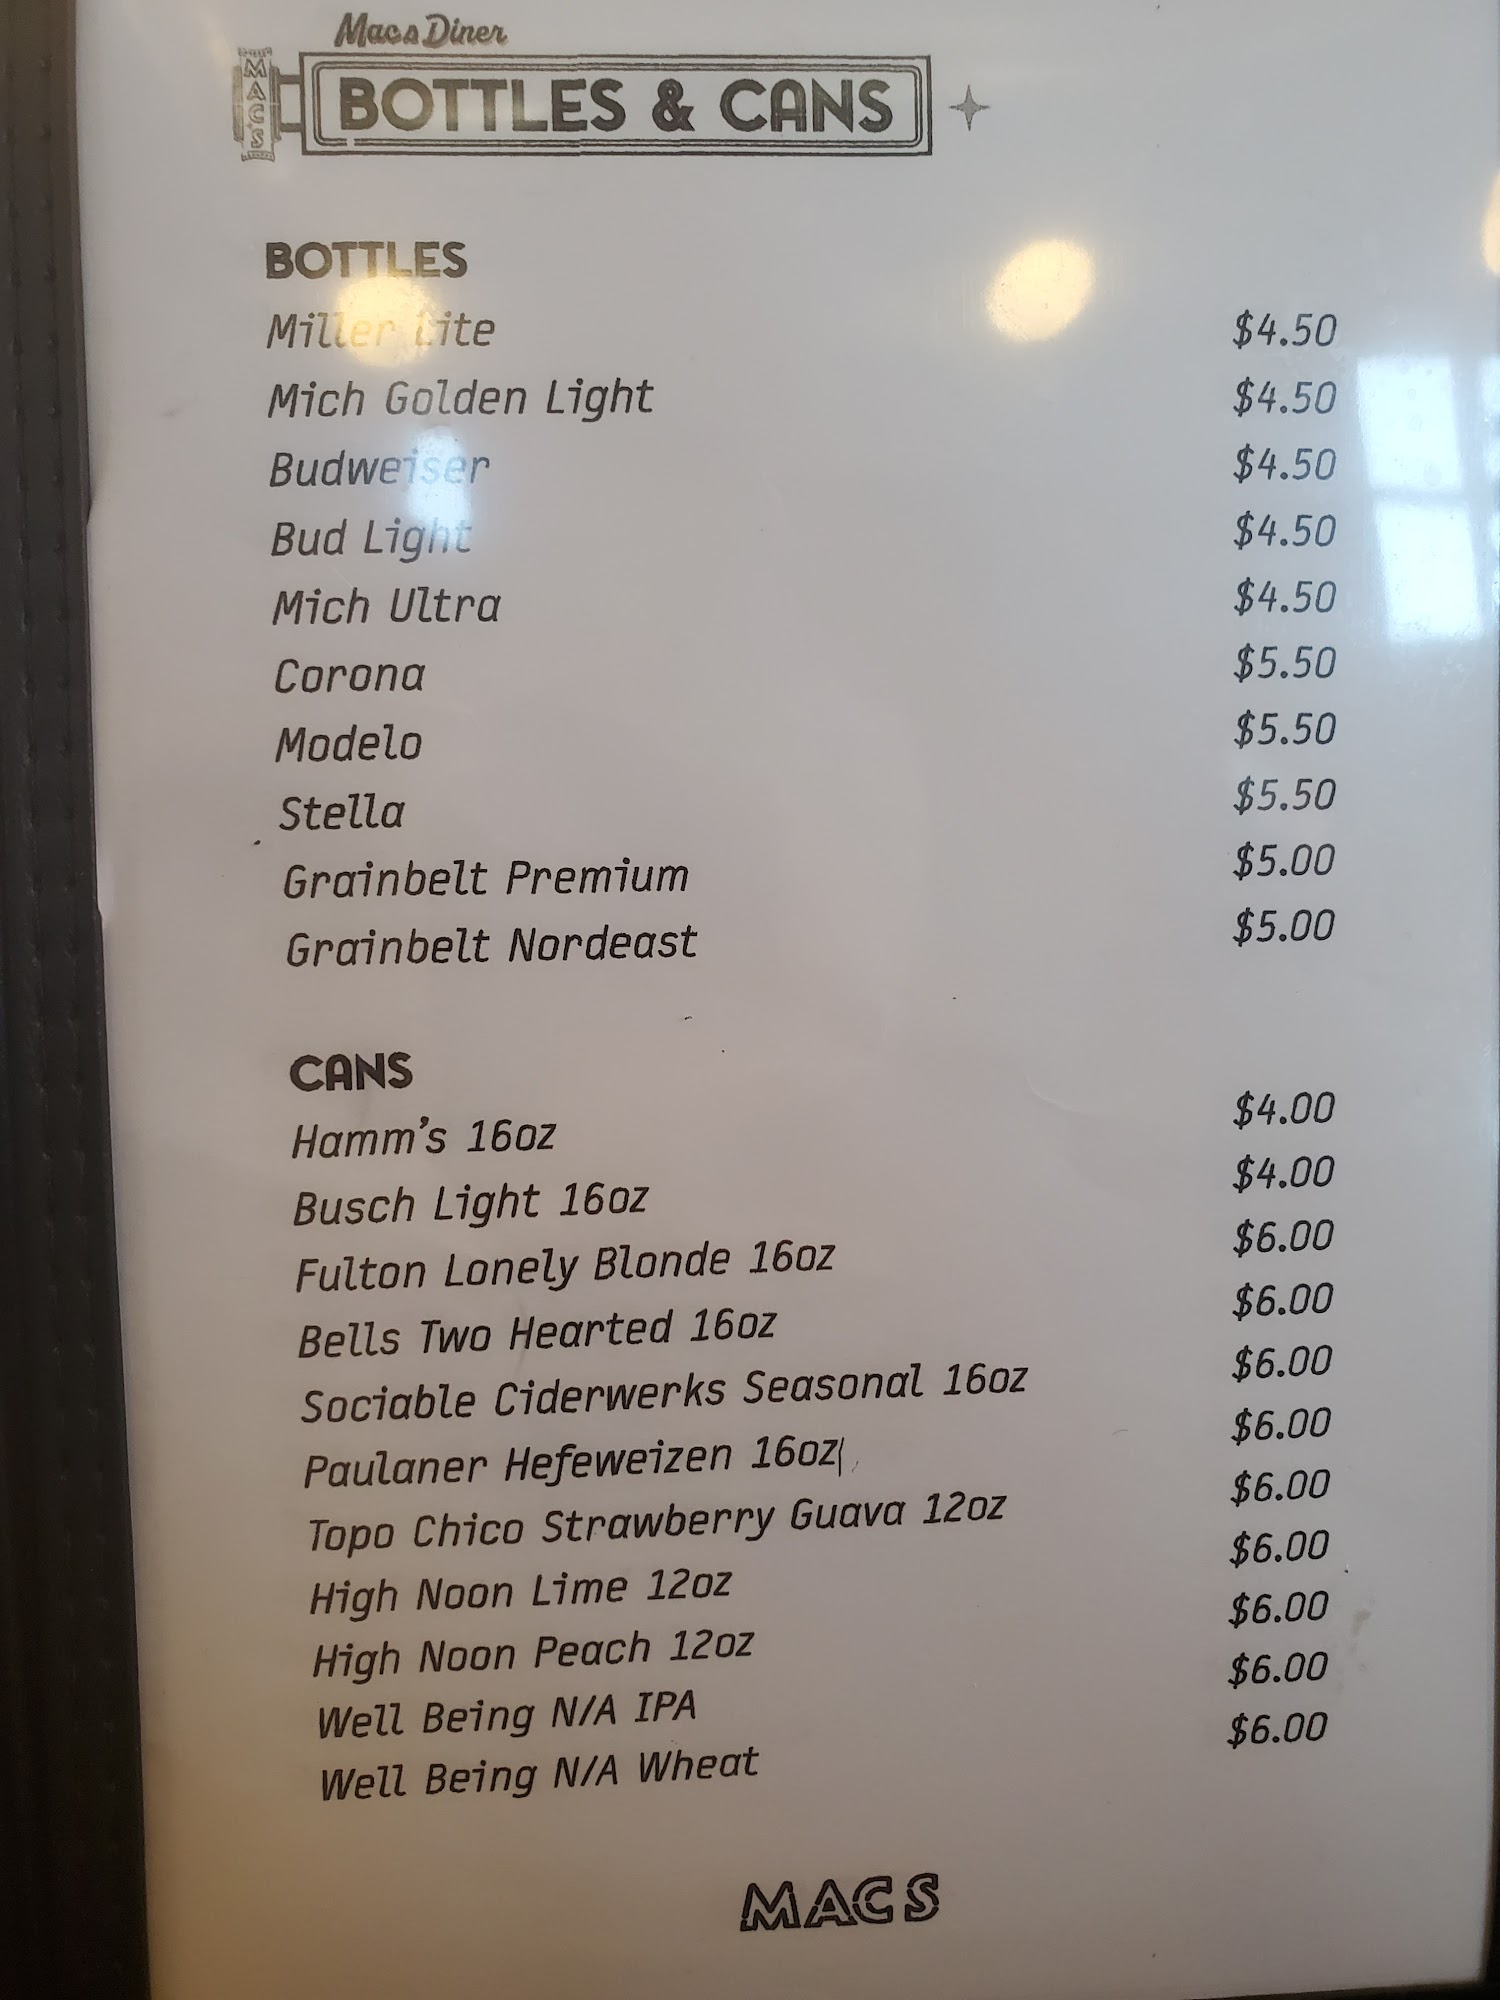 Macs Diner
MACS
BOTTLES & CANS
BOTTLES
Miller Lite $4.50
Mich Golden Light $4.50
Budweiser $4.50
Bud Light $4.50
Mich Ultra $4.50
Corona $5.50
Modelo $5.50
Stella $5.50
Grainbelt Premium $5.00
Grainbelt Nordeast $5.00
CANS
Hamm's 16oz $4.00
Busch Light 16oz $4.00
Fulton Lonely Blonde 16oz $6.00
Bells Two Hearted 16oz $6.00
Sociable Ciderwerks Seasonal 16oz $6.00
Paulaner Hefeweizen 16oz $6.00
Topo Chico Strawberry Guava 12oz $6.00
High Noon Lime 12oz $6.00
High Noon Peach 12oz $6.00
Well Being N/A IPA $6.00
Well Being N/A Wheat $6.00
MACS